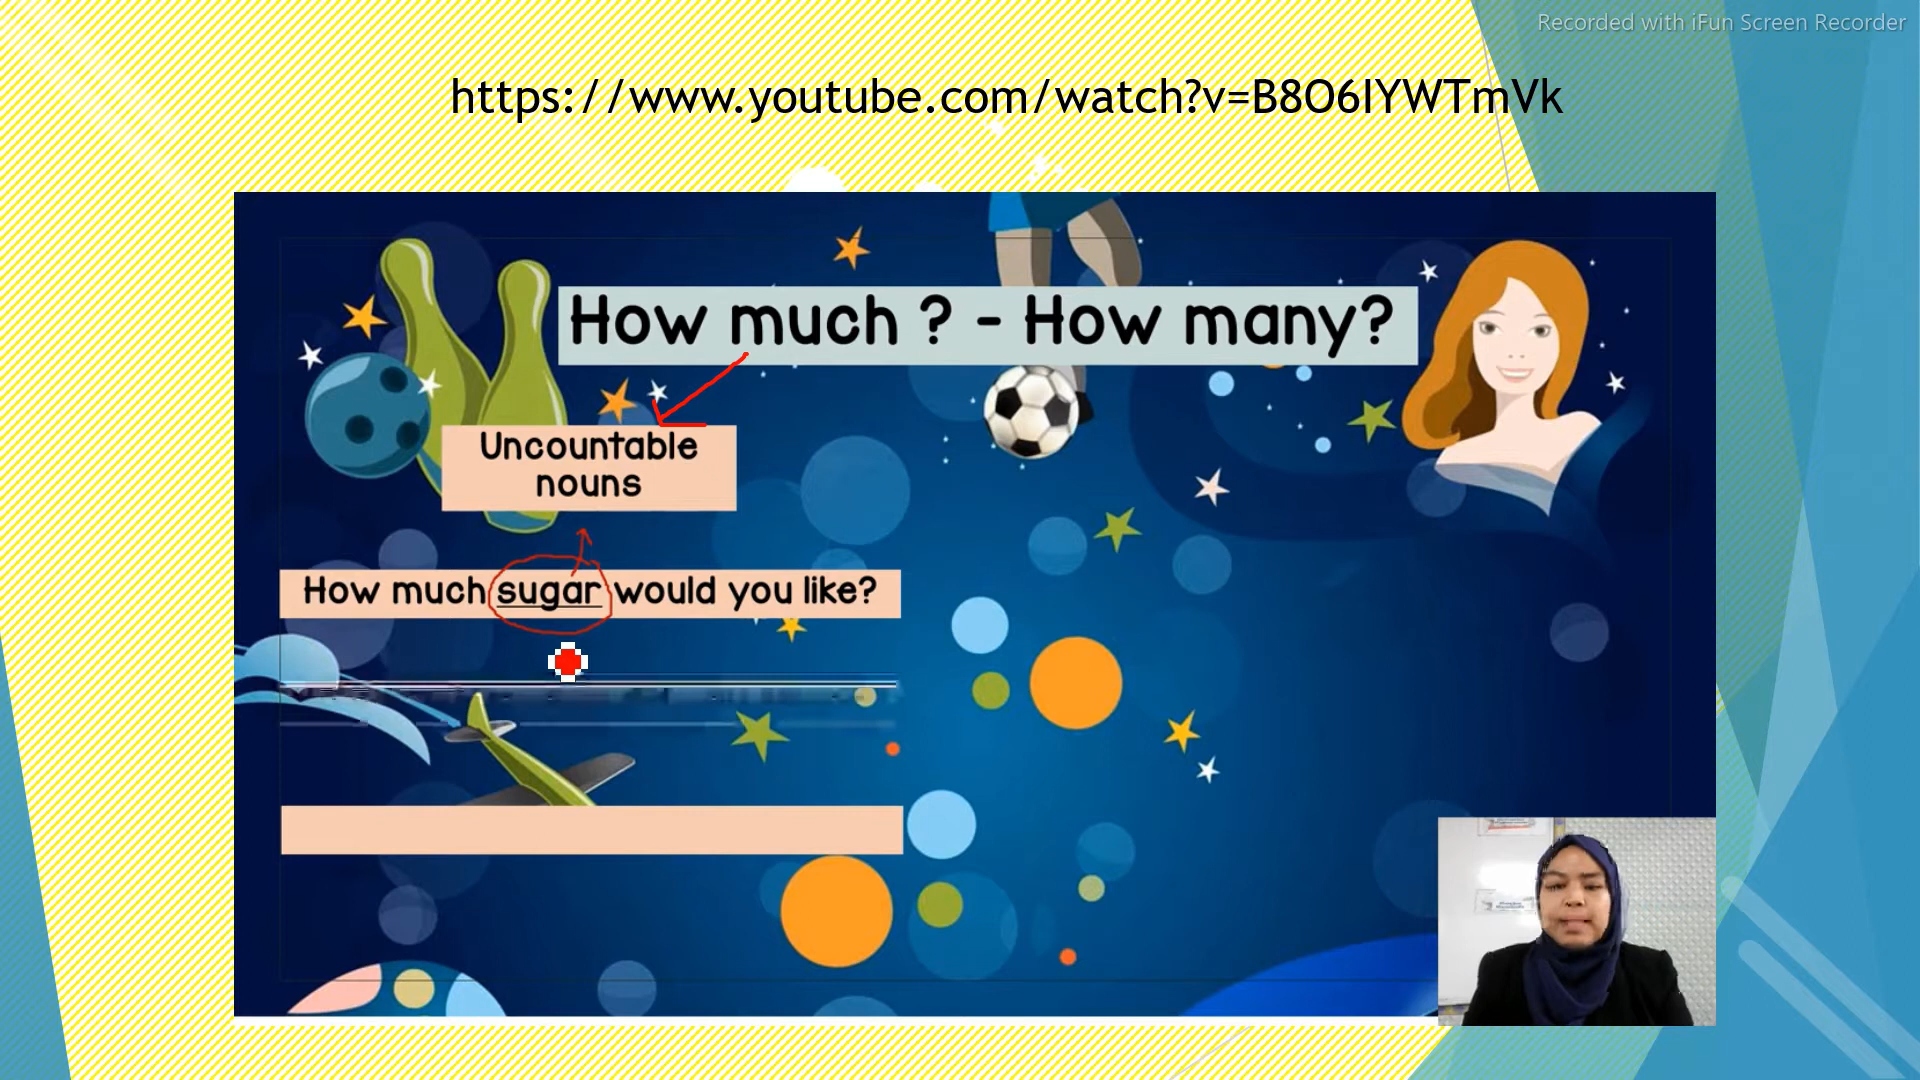 Recorded with iFun Screen Recorder
https://www.youtube.com/watch?v=B8O6IYWTmVk
How much ? - How many?
Uncountable
nouns
How much sugar would you like?